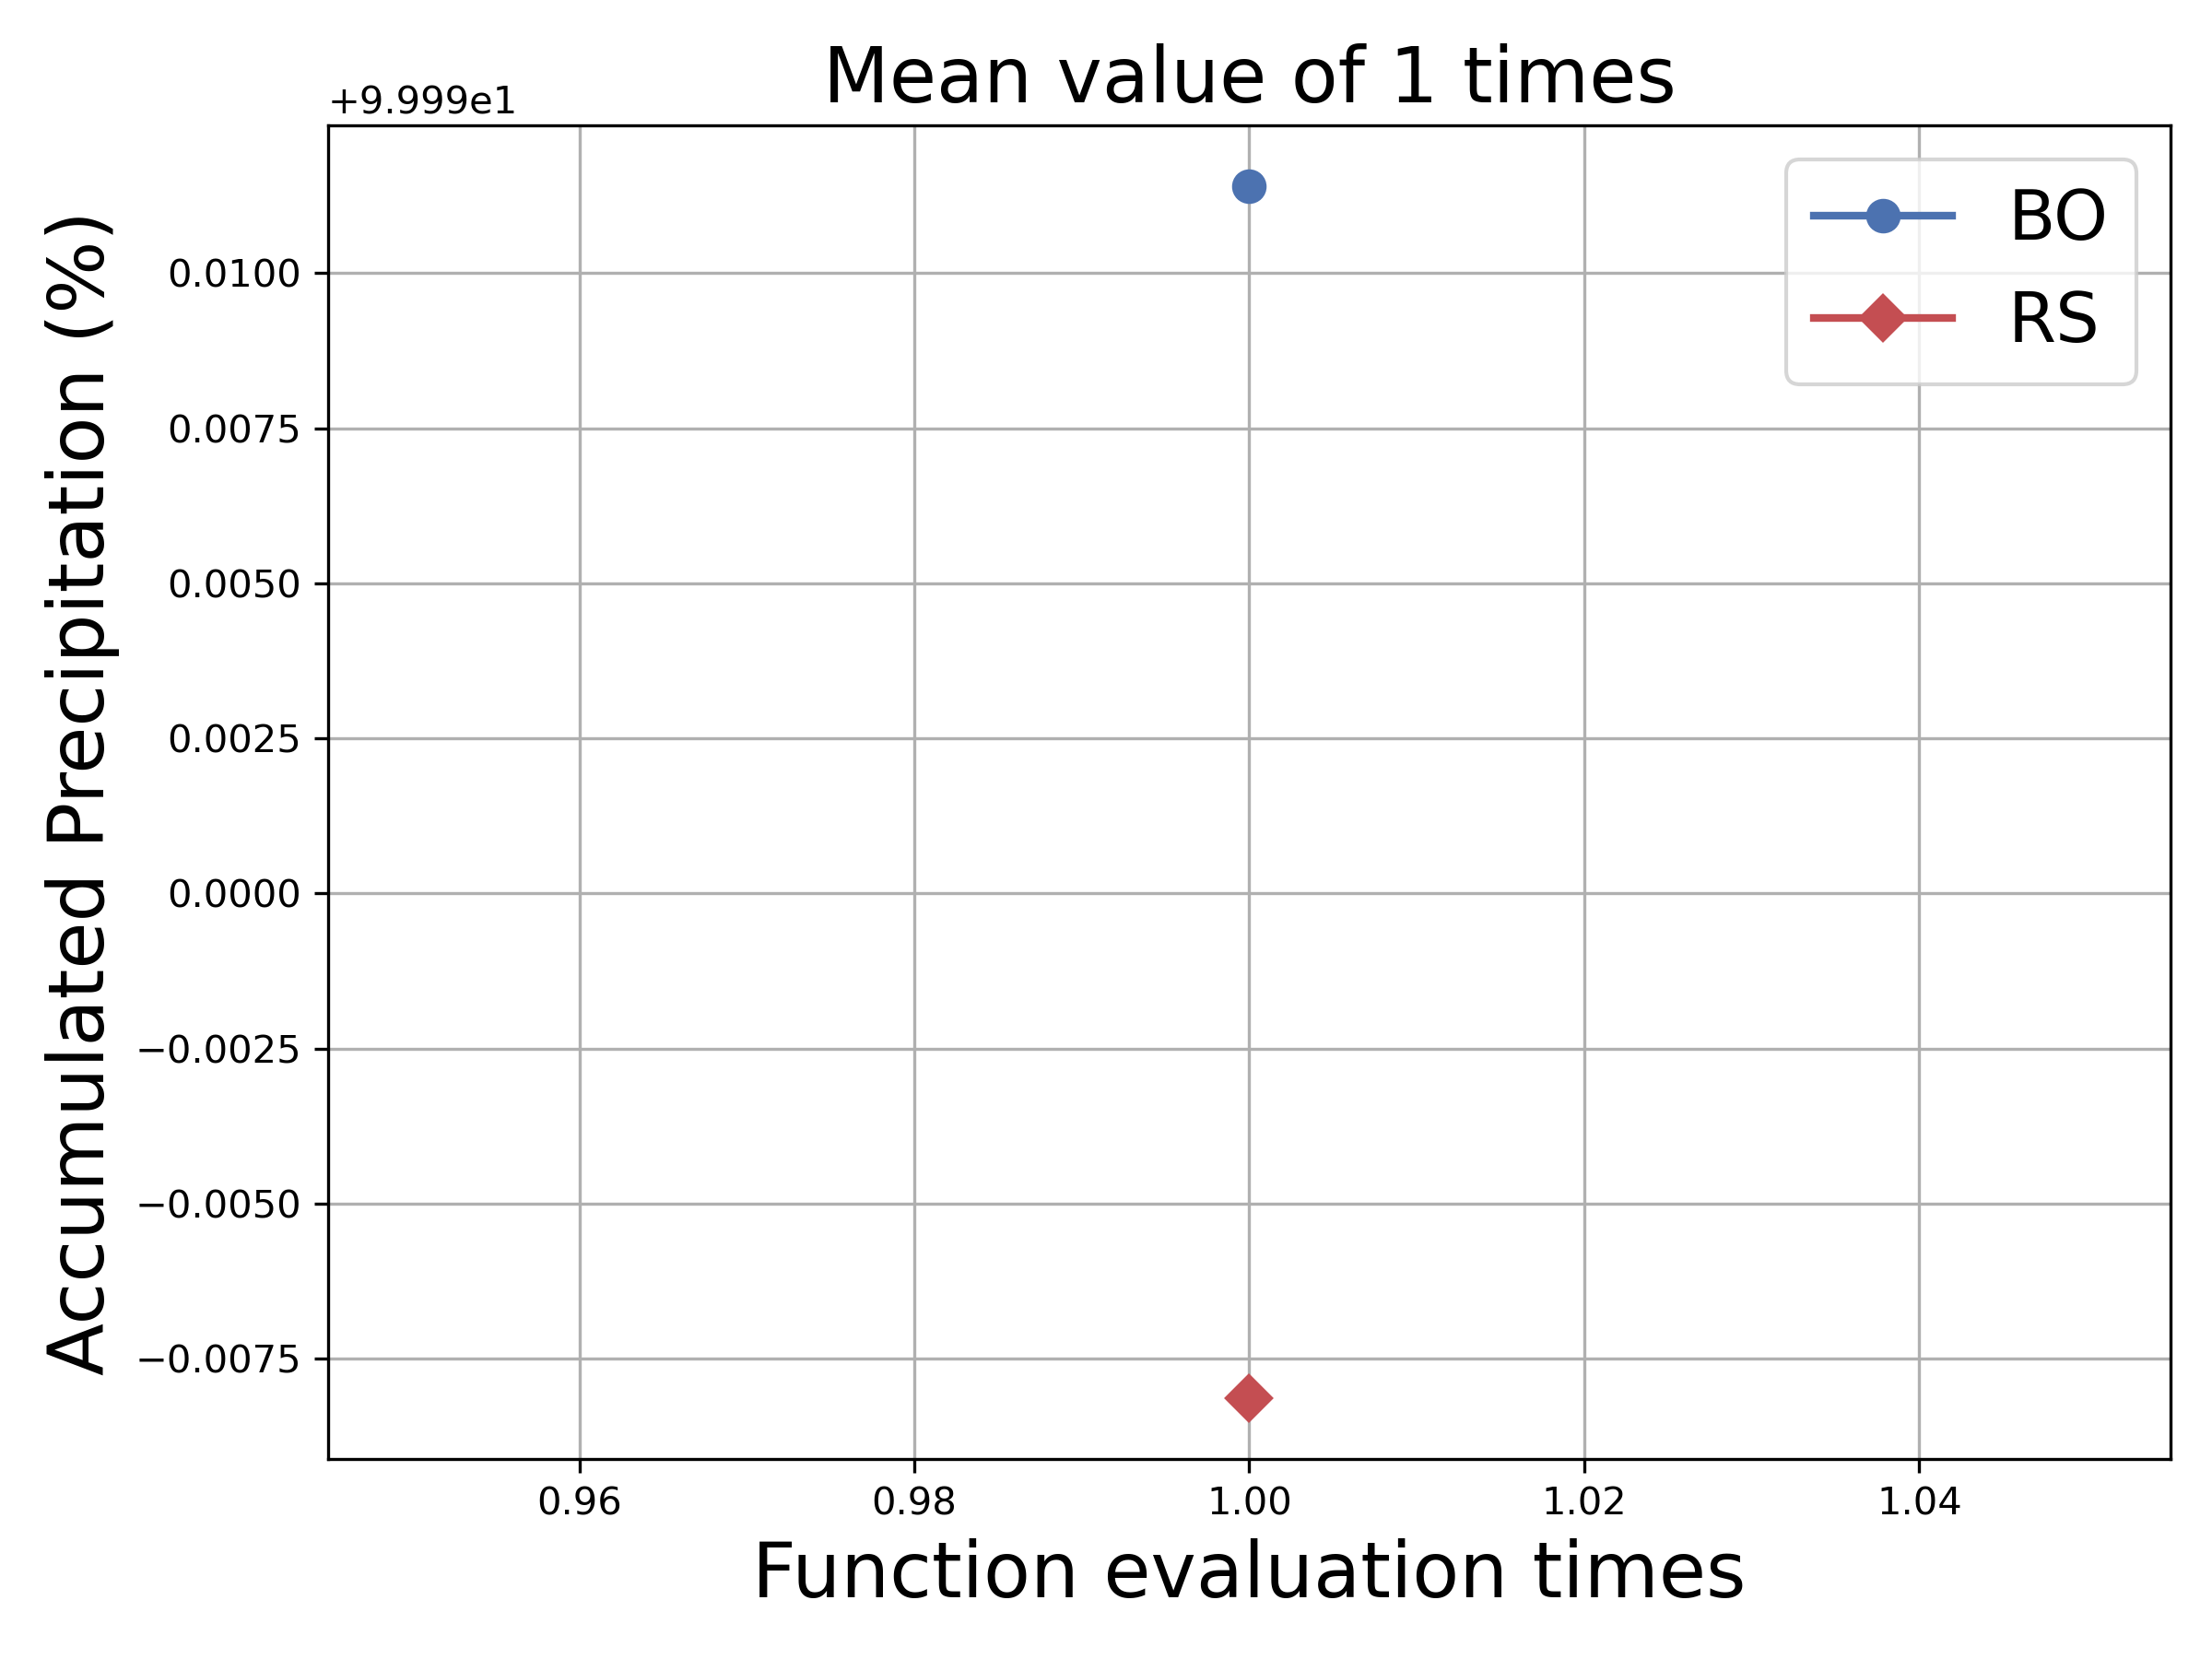 Mean value of 1 times
+9.999e1
BO
RS
Accumulated Precipitation (%)
0.0100
0.0075
0.0050
0.0025
0.0000
−0.0025
−0.0050
−0.0075
0.96 0.98 1.00 1.02 1.04
Function evaluation times